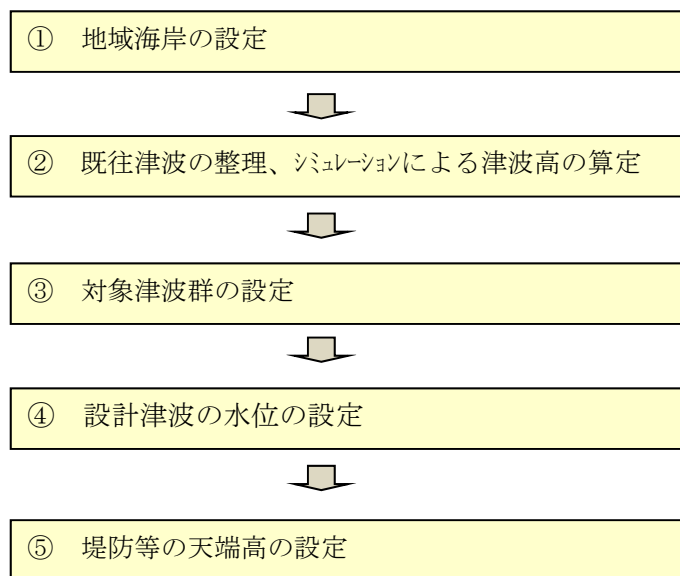 ① 地域海岸の設定
② 既往津波の整理、ｼﾐｭﾚｰｼｮﾝによる津波高の算定
③ 対象津波群の設定
④ 設計津波の水位の設定
⑤ 堤防等の天端高の設定